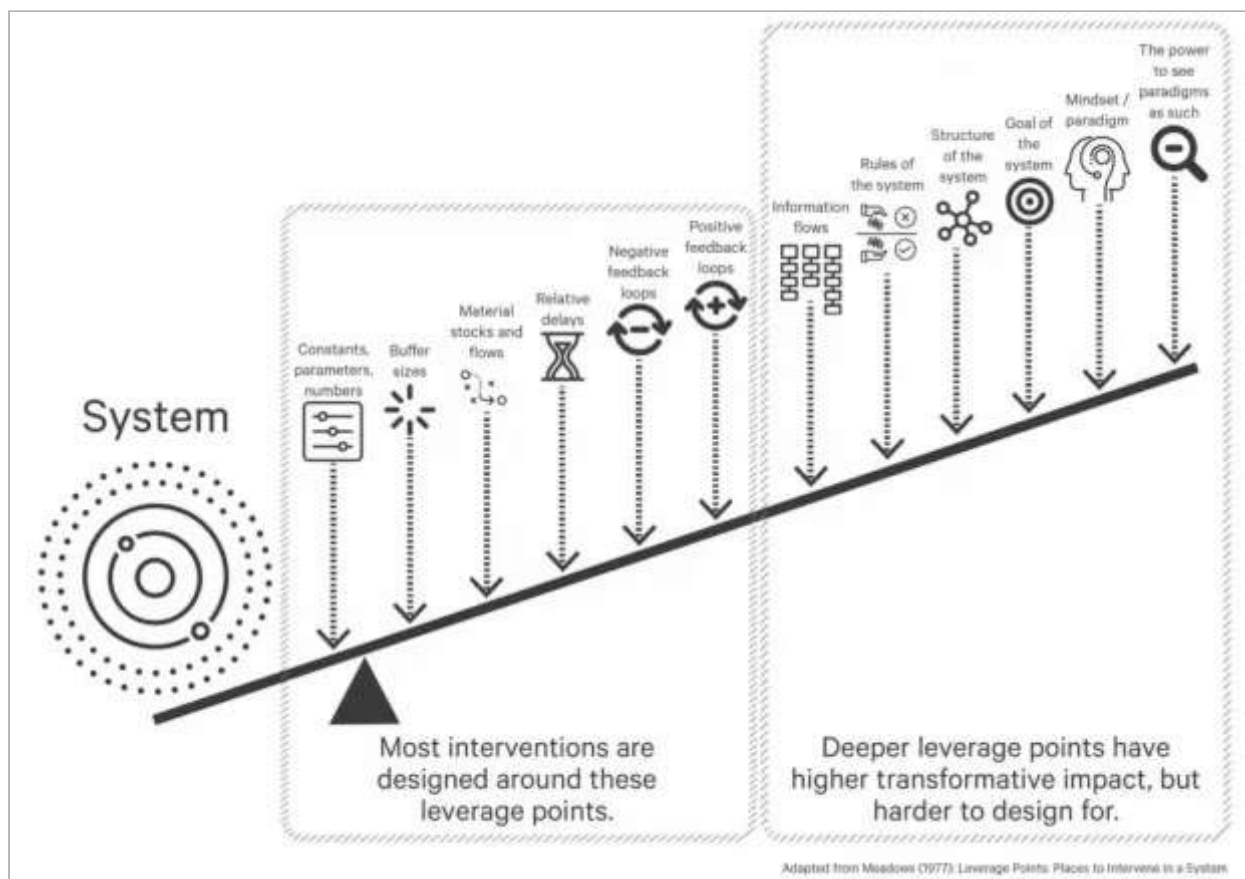 System
Constants,
parameters,
numbers
Buffer
sizes
Material
stocks and
flows
Relative
delays
Negative
feedback
loops
Positive
feedback
loops
Information
flows
Rules of
the system
Structure
of the
system
Goal of
the
system
Mindset /
paradigm
The power
to see
paradigms
as such
Most interventions are
designed around these
leverage points.
Deeper leverage points have
higher transformative impact, but
harder to design for.
Adapted from Meadows (1977): Leverage Points: Places to Intervene in a System